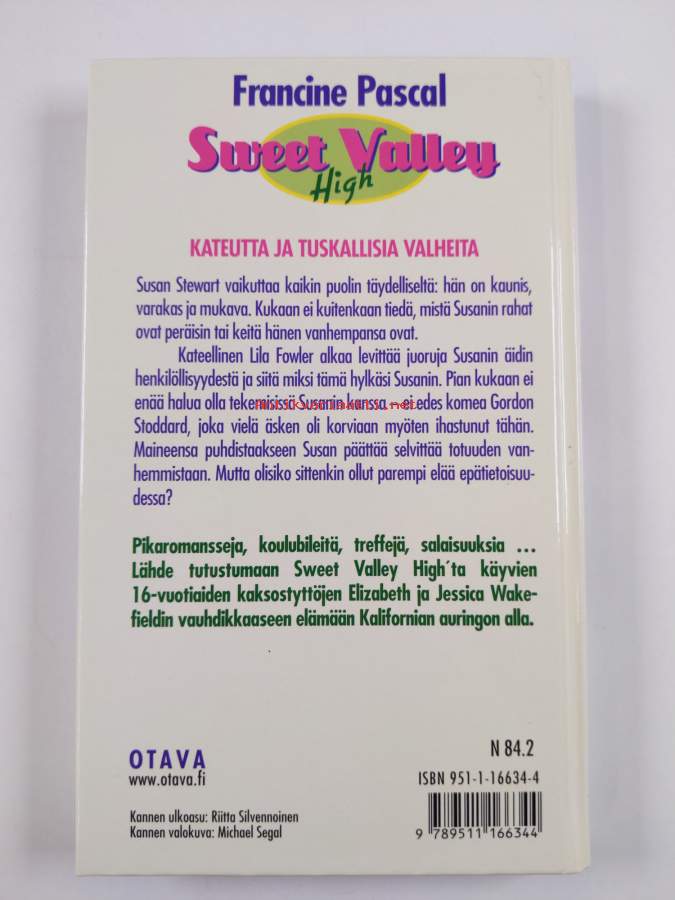 Francine Pascal
Sweet Valley
High
KATEUTTA JA TUSKALLISIA VALHEITA
Susan Stewart vaikuttaa kaikin puolin täydelliseltä: hän on kaunis,
varakas ja mukava. Kukaan ei kuitenkaan tiedä, mistä Susanin rahat
ovat peräisin tai keitä hänen vanhempansa ovat.
Kateellinen Lila Fowler alkaa levittää juoruja Susanin äidin
henkilöllisyydestä ja siitä miksi tämä hylkäsi Susanin. Pian kukaan ei
enää halua olla tekemisissä Susanin kanssa – ei edes komea Gordon
Stoddard, joka vielä äsken oli korviaan myöten ihastunut tähän.
Maineensa puhdistaakseen Susan päättää selvittää totuuden van-
hemmistaan. Mutta olisiko sittenkin ollut parempi elää epätietoisuu-
dessa?
Pikaromansseja, koulubileitä, treffejä, salaisuuksia ...
Lähde tutustumaan Sweet Valley High´ta käyvien
16-vuotiaiden kaksostyttöjen Elizabeth ja Jessica Wake-
fieldin vauhdikkaaseen elämään Kalifornian auringon alla.
OTAVA
www.otava.fi
Kannen ulkoasu: Riitta Silvennoinen
Kannen valokuva: Michael Segal
N 84.2
ISBN 951-1-16634-4
9 789511 166344